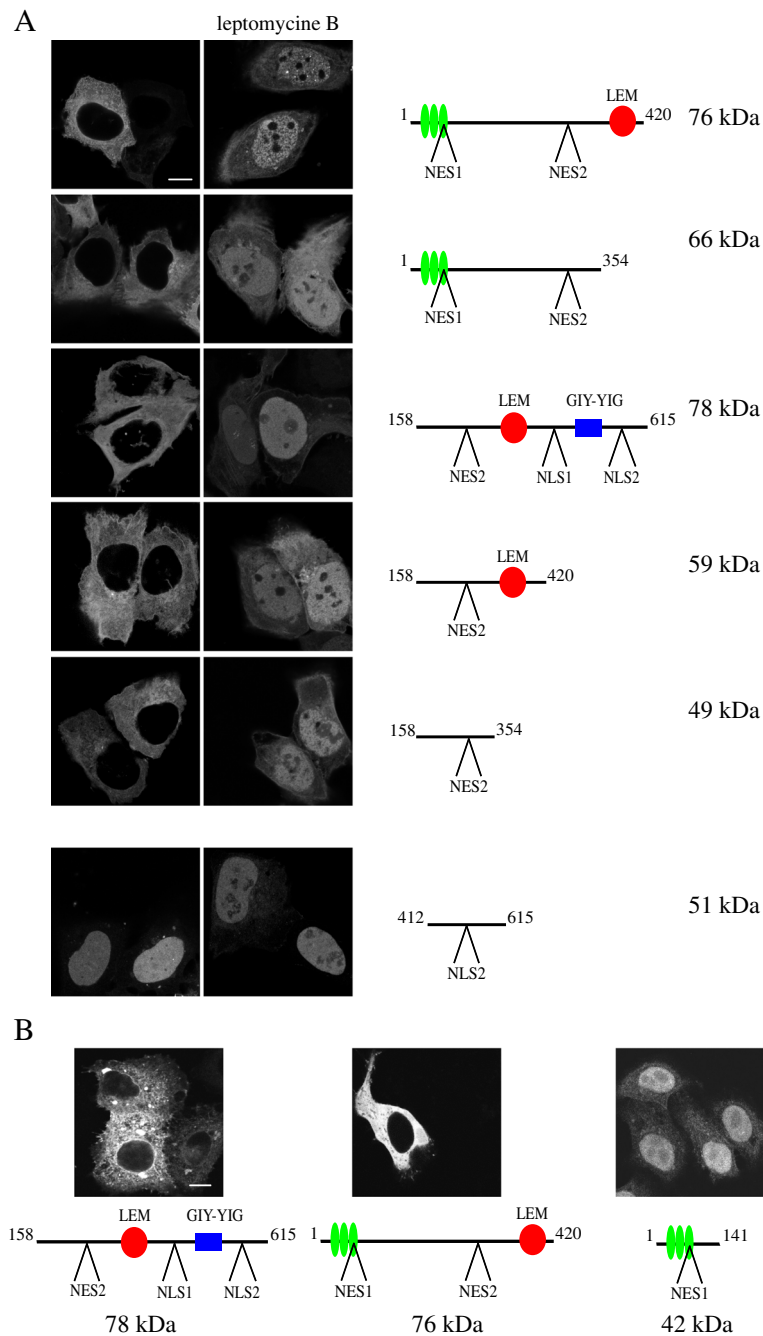 A
leptomycine B
LEM
1
420
76 kDa
NES1
NES2
66 kDa
1
354
NES1
NES2
LEM
GIY-YIG
78 kDa
158
615
NES2
NLS1
NLS2
LEM
59 kDa
158
420
NES2
49 kDa
158
354
NES2
51 kDa
412
615
NLS2
B
LEM
GIY-YIG
158
615
NES2
NLS1
NLS2
78 kDa
LEM
1
420
NES1
NES2
76 kDa
1
141
NES1
42 kDa